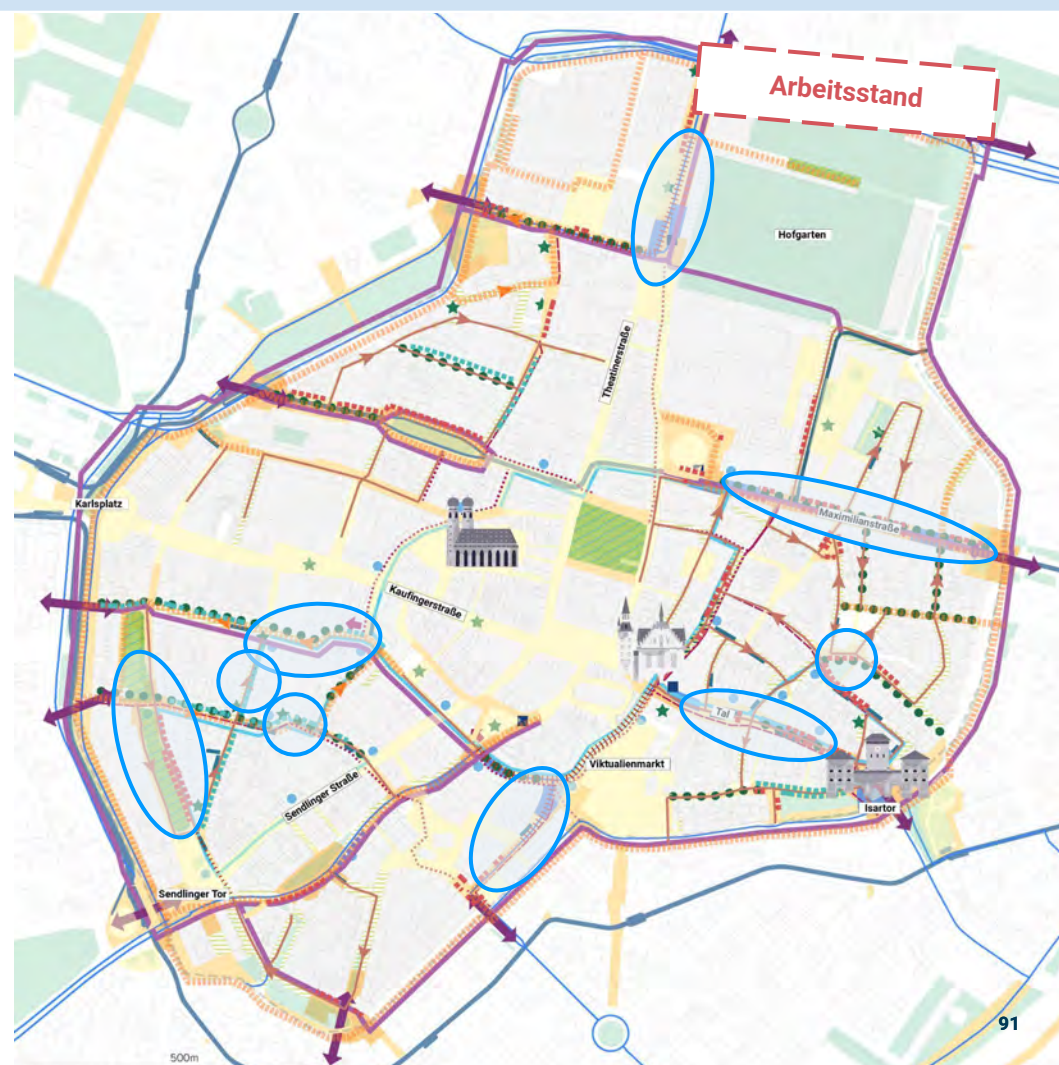 Arbeitsstand
Hofgarten
Theatinerstraße
Karlsplatz
Maximilianstraße
Kaufingerstraße
Tal
Viktualienmarkt
Sendlinger Straße
Isartor
Sendlinger Tor
91
500m